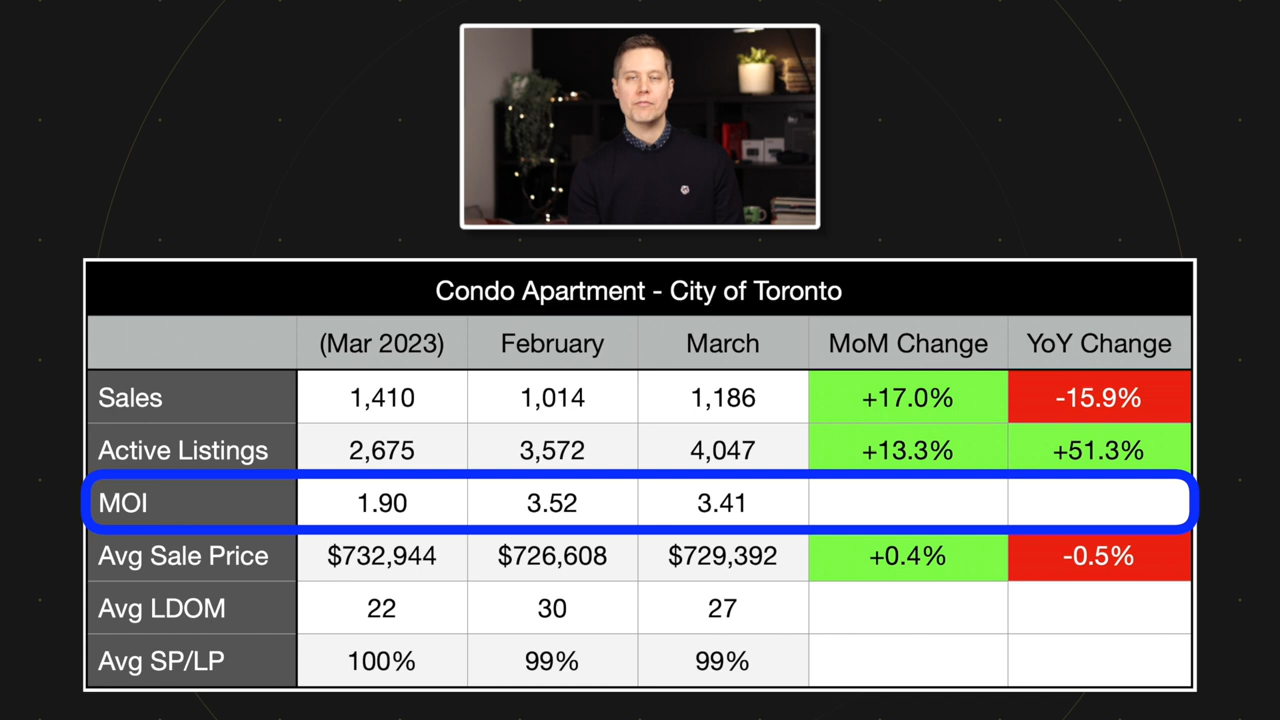 Condo Apartment - City of Toronto
(Mar 2023) February March MoM Change YoY Change
Sales 1,410 1,014 1,186 +17.0% -15.9%
Active Listings 2,675 3,572 4,047 +13.3% +51.3%
MOI 1.90 3.52 3.41
Avg Sale Price $732,944 $726,608 $729,392 +0.4% -0.5%
Avg LDOM 22 30 27
Avg SP/LP 100% 99% 99%